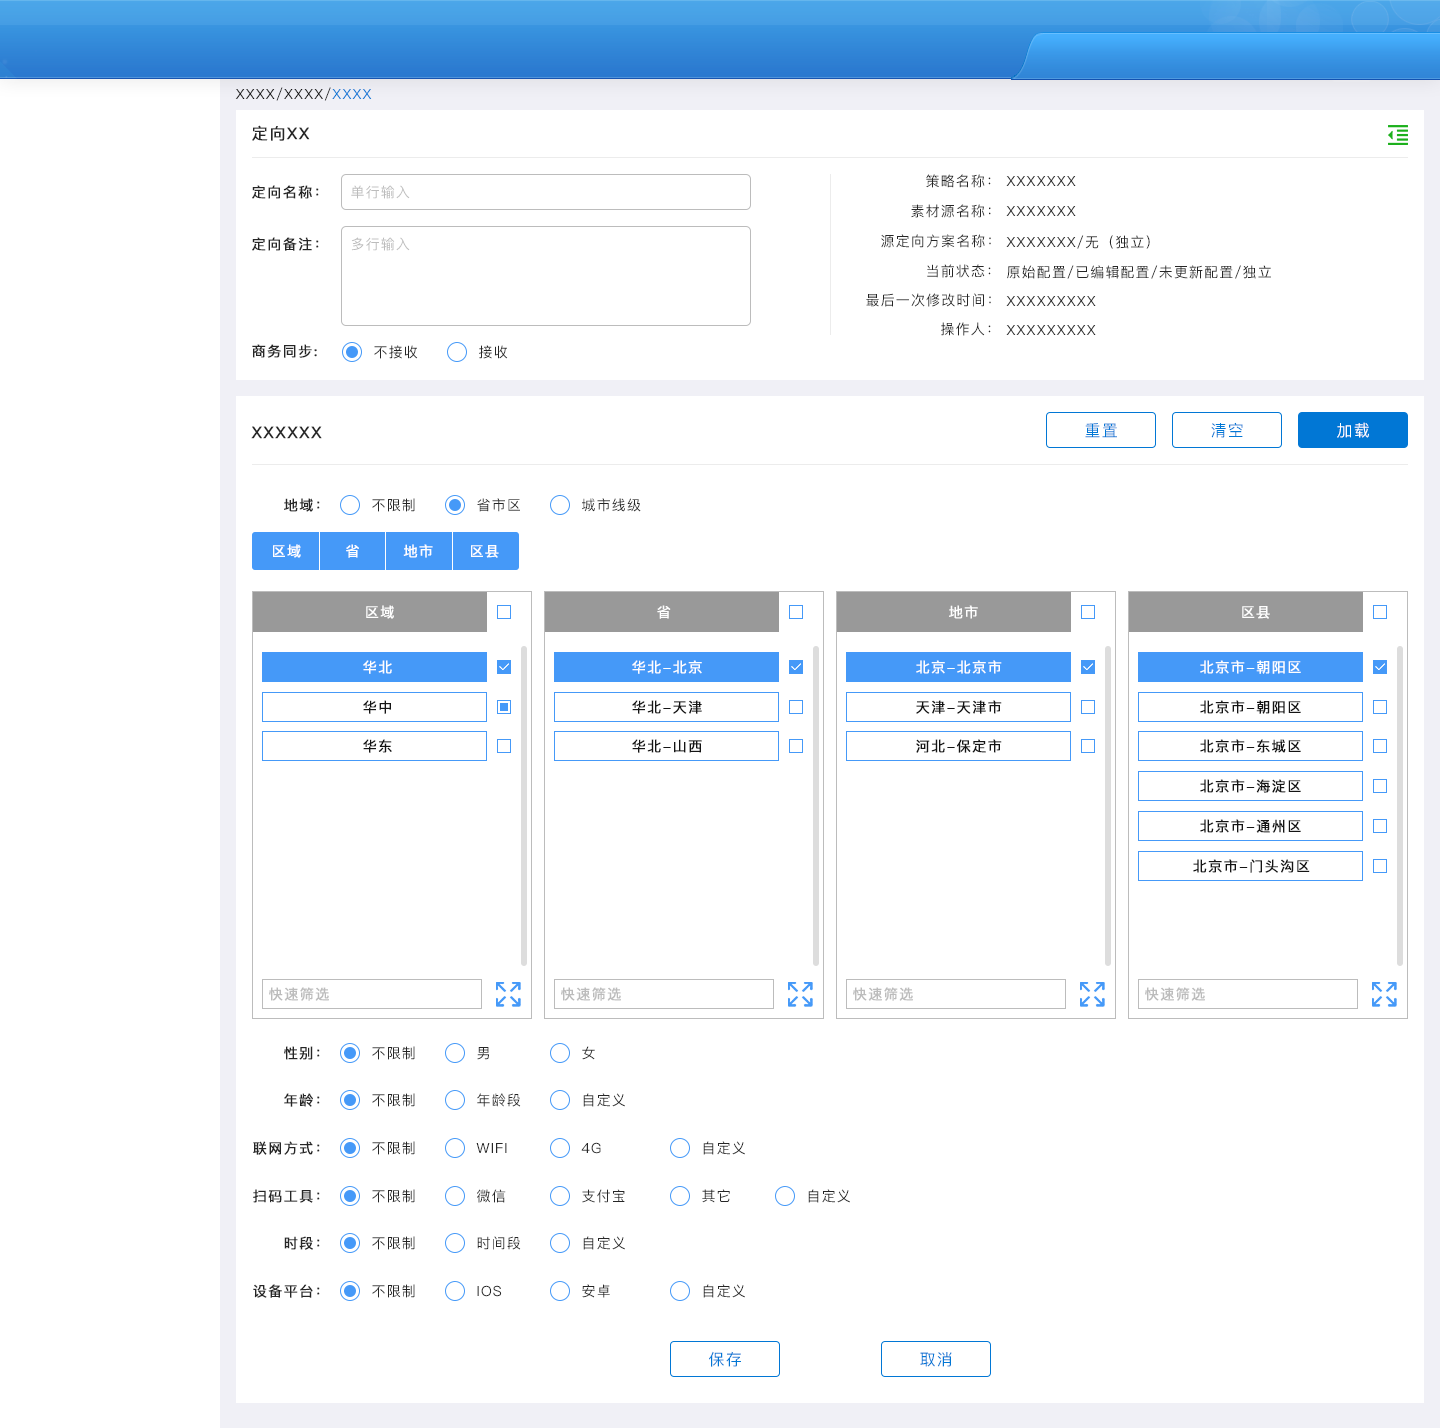 XXXX/XXXX/XXXX
定向XX
定向名称： 单行输入
定向备注： 多行输入
商务同步: 不接收 接收
策略名称： XXXXXXX
素材源名称： XXXXXXX
源定向方案名称： XXXXXXX/无（独立）
当前状态： 原始配置/已编辑配置/未更新配置/独立
最后一次修改时间： XXXXXXXXX
操作人： XXXXXXXXX
XXXXXX 重置 清空 加载
地域： 不限制 省市区 城市线级
区域 省 地市 区县
区域
华北
华中
华东
快速筛选
省
华北–北京
华北–天津
华北–山西
快速筛选
地市
北京–北京市
天津–天津市
河北–保定市
快速筛选
区县
北京市–朝阳区
北京市–朝阳区
北京市–东城区
北京市–海淀区
北京市–通州区
北京市–门头沟区
快速筛选
性别： 不限制 男 女
年龄： 不限制 年龄段 自定义
联网方式： 不限制 WIFI 4G 自定义
扫码工具： 不限制 微信 支付宝 其它 自定义
时段： 不限制 时间段 自定义
设备平台： 不限制 IOS 安卓 自定义
保存 取消